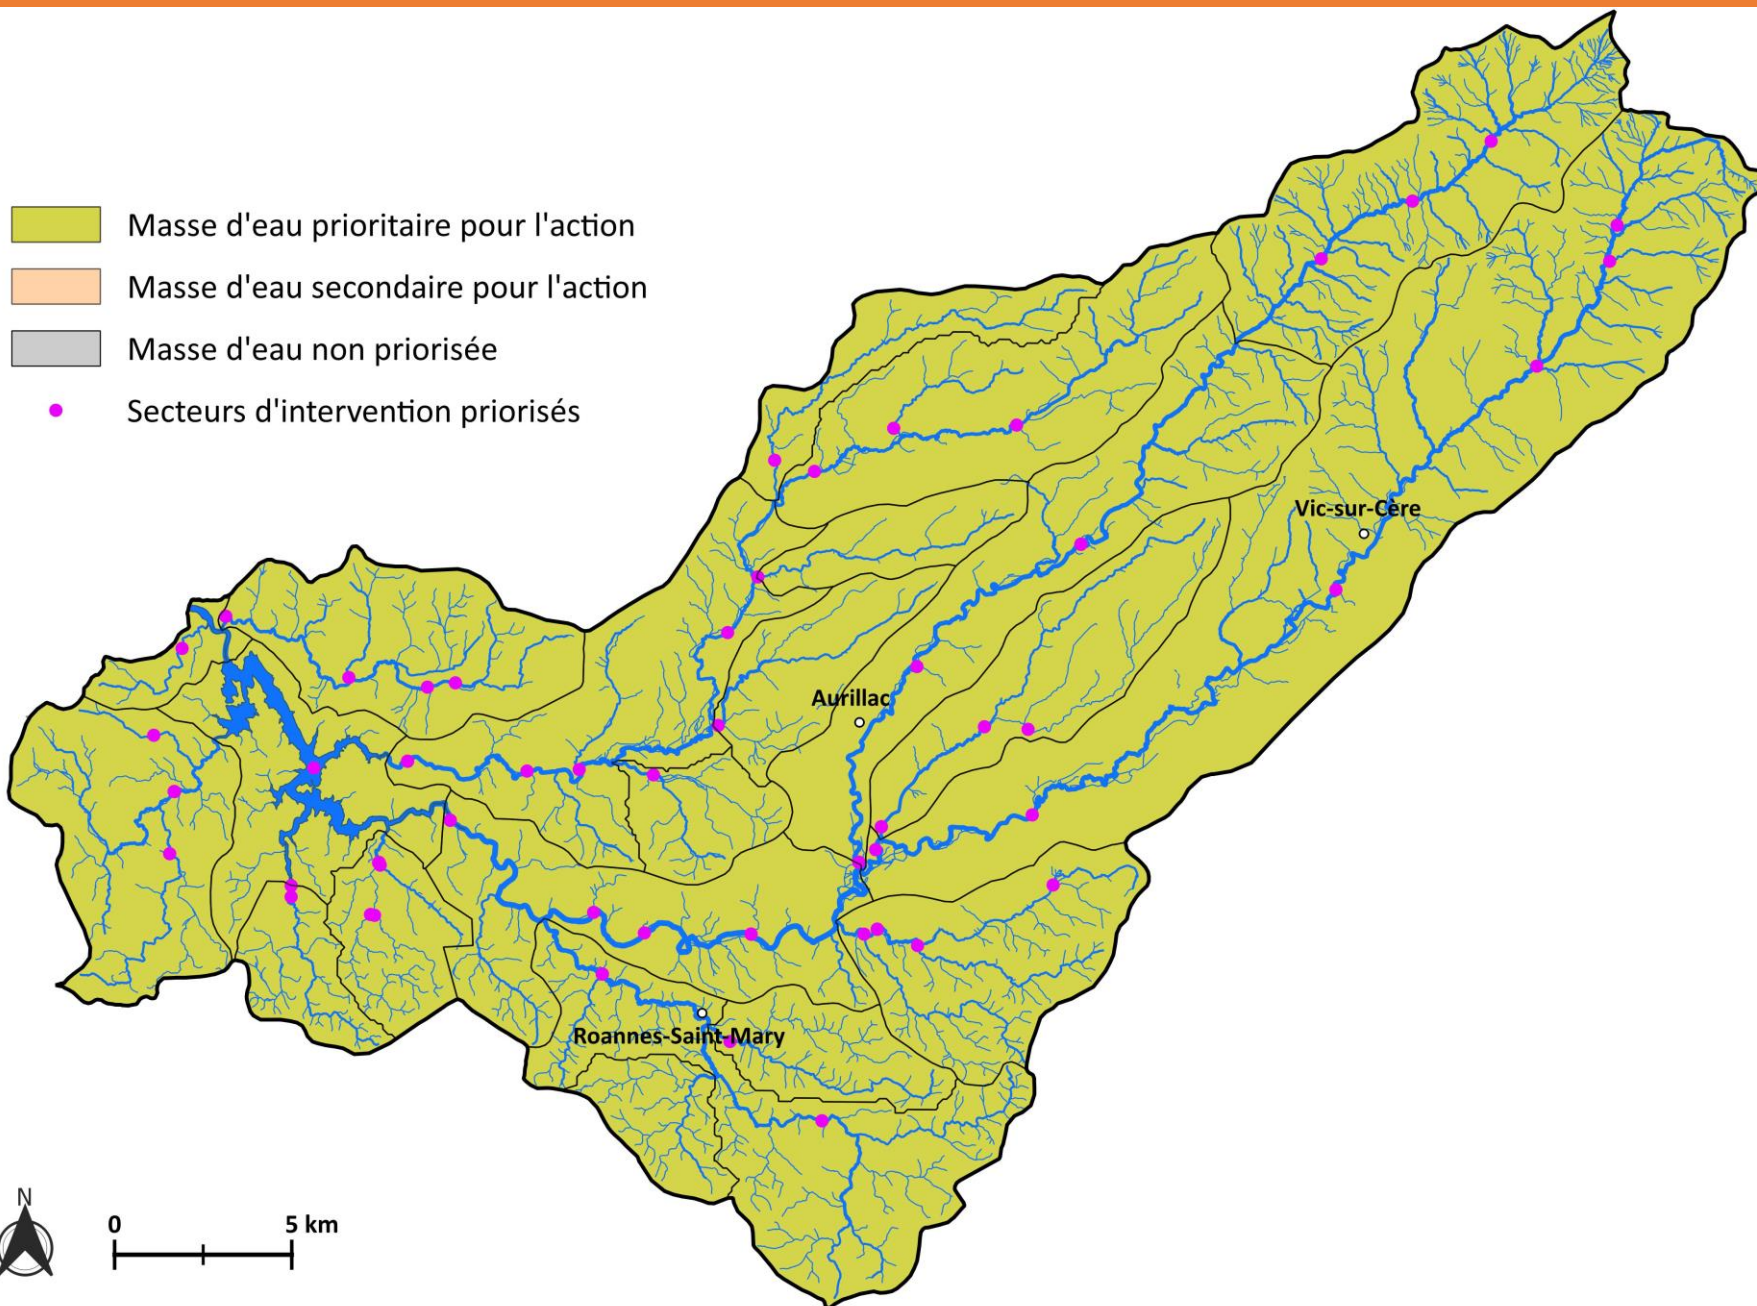 Masse d'eau prioritaire pour l'action
Masse d'eau secondaire pour l'action
Masse d'eau non priorisée
Secteurs d'intervention priorisés
Vic-sur-Cère
Aurillac
Roannes-Saint-Mary
N
0 5 km